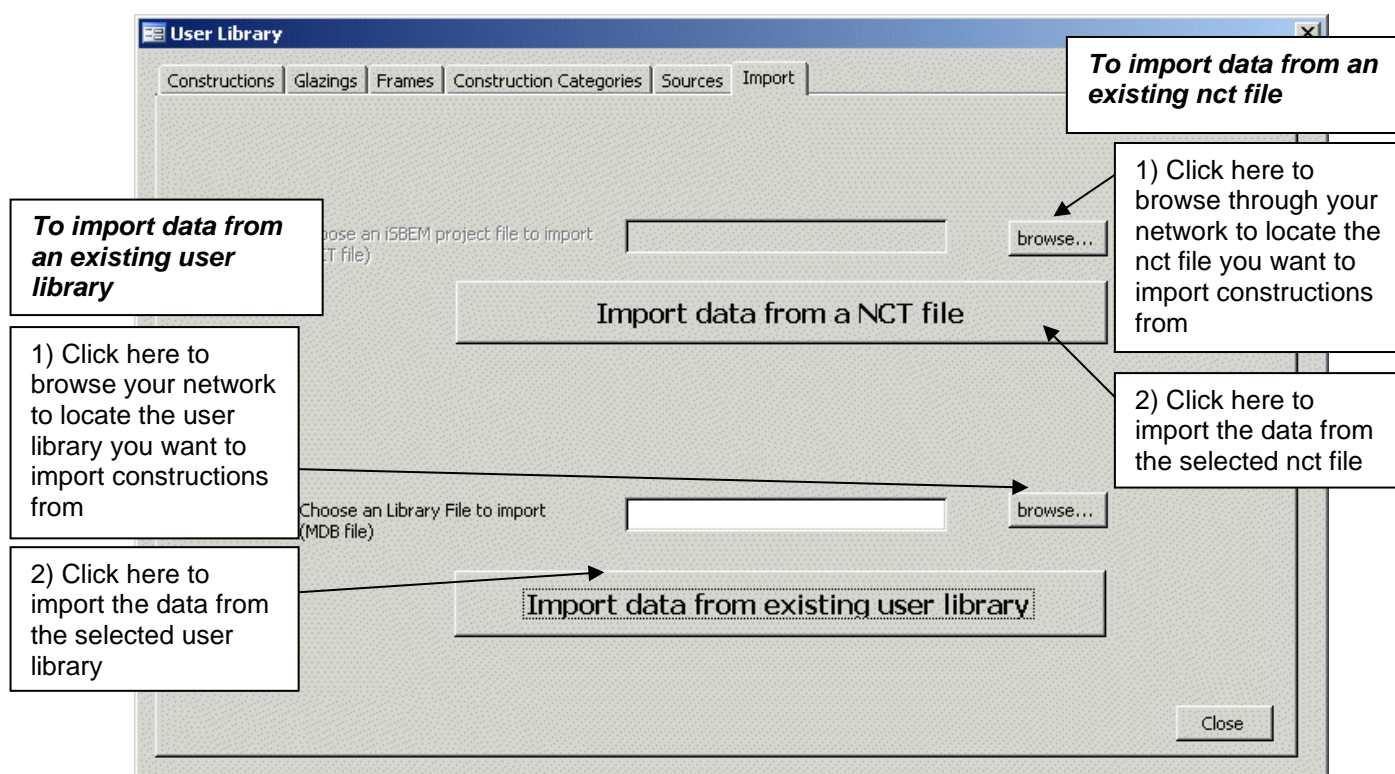 User Library
Constructions Glazings Frames Construction Categories Sources Import
To import data from an
existing nct file
1) Click here to
browse through your
network to locate the
nct file you want to
import constructions
from
2) Click here to
import the data from
the selected nct file
To import data from
an existing user
library
an iSBEM project file to import
file)
browse...
Import data from a NCT file
1) Click here to
browse your network
to locate the user
library you want to
import constructions
from
2) Click here to
import the data from
the selected user
library
Choose an Library File to import
(MDB file)
browse...
Import data from existing user library
Close